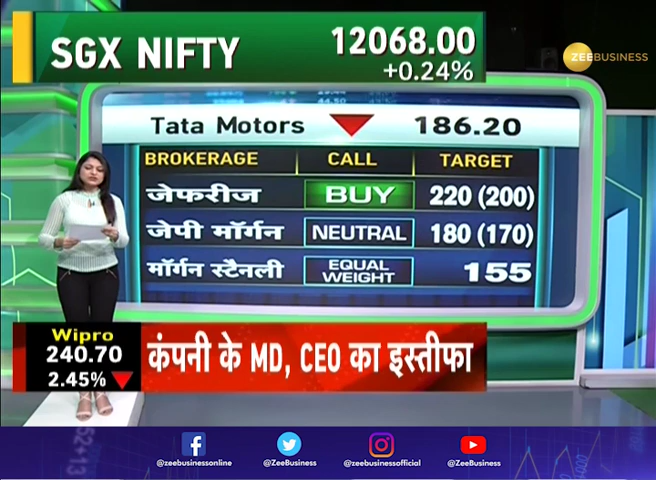 SGX NIFTY
12068.00
+0.24%
ZEEBUSINESS
Tata Motors 186.20
BROKERAGE CALL TARGET
जेफरीज BUY 220 (200)
जेपी मॉर्गन NEUTRAL 180 (170)
मॉर्गन स्टैनली EQUAL WEIGHT 155
Wipro
240.70
2.45%
कंपनी के MD, CEO का इस्तीफा
@zeebusinessonline @ZeeBusiness @zeebusinessofficial @ZeeBusiness